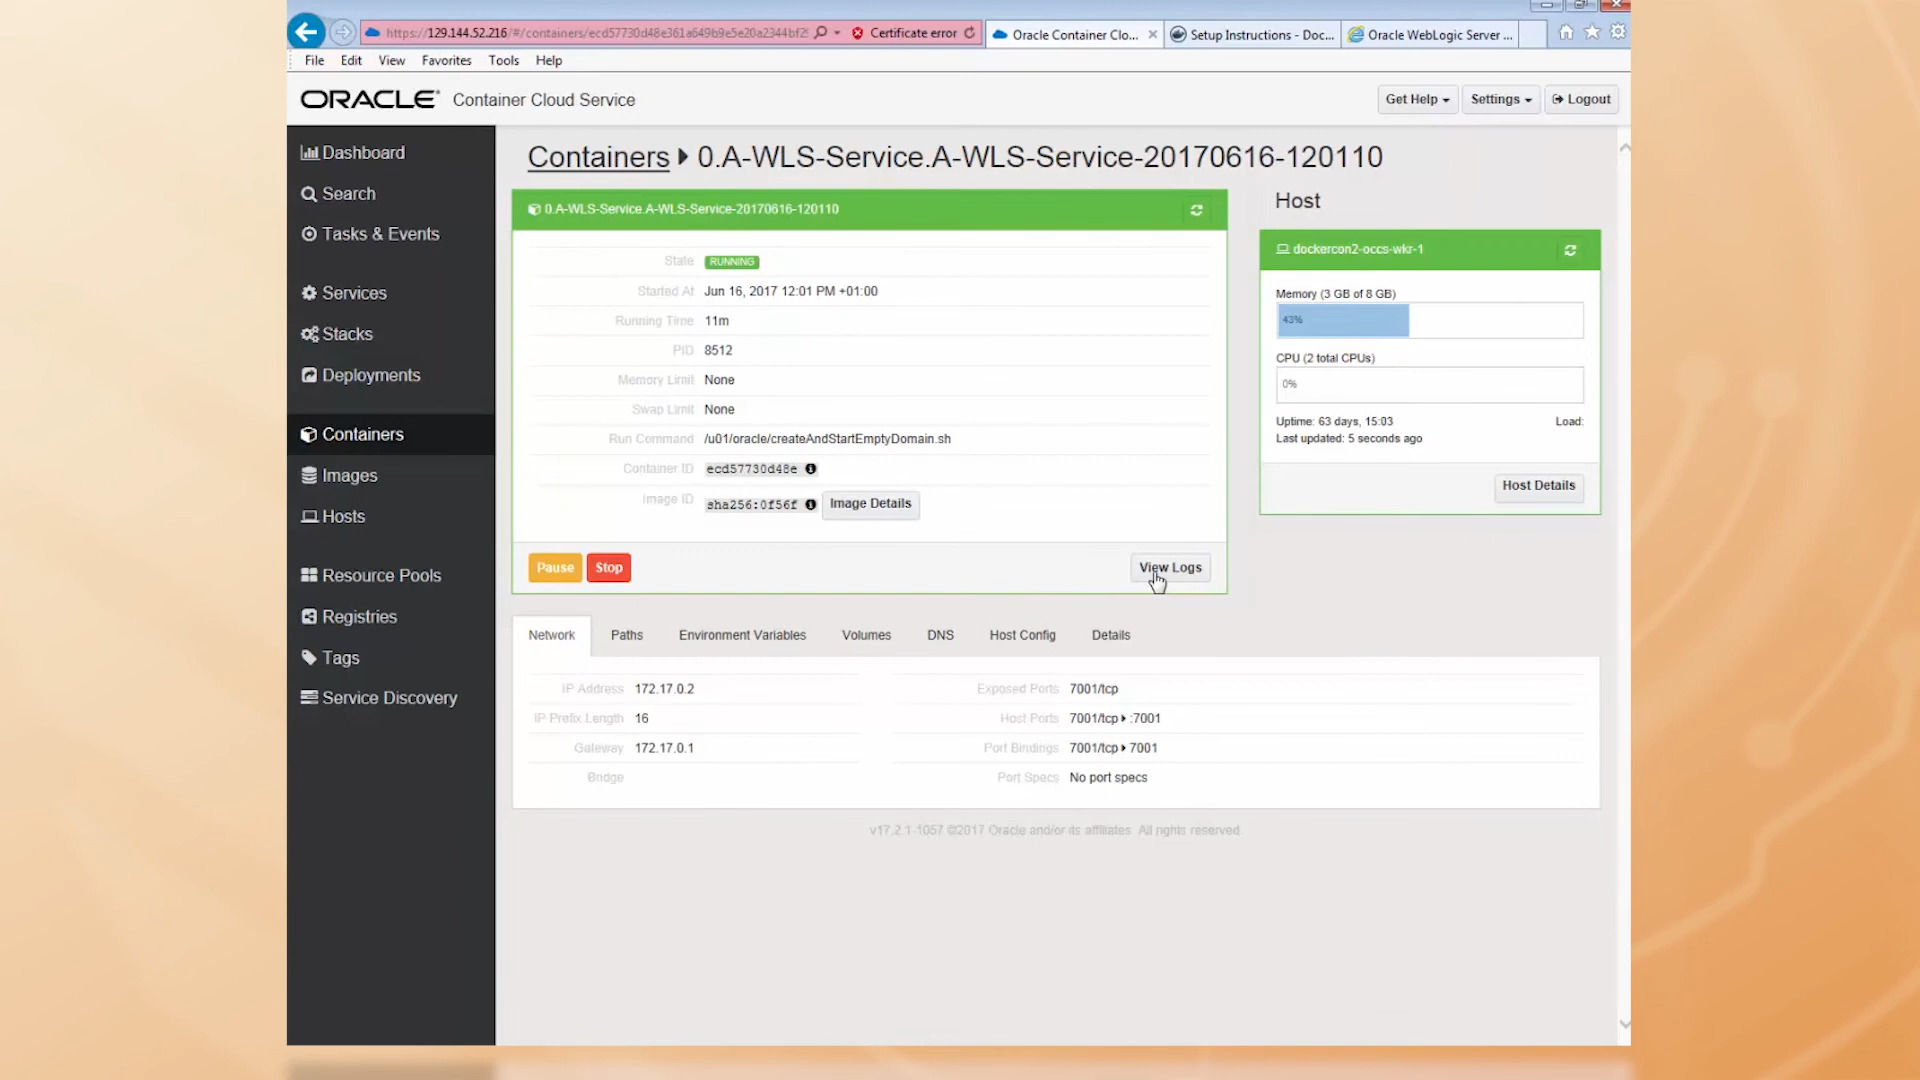 https://129.144.52.216/#/containers/ecd57730d48e361a649b9e5e20a2344bf2
Certificate error
Oracle Container Clo...
Setup Instructions - Doc...
Oracle WebLogic Server ...
File Edit View Favorites Tools Help
ORACLE® Container Cloud Service
Get Help
Settings
Logout
Dashboard
Search
Tasks & Events
Services
Stacks
Deployments
Containers
Images
Hosts
Resource Pools
Registries
Tags
Service Discovery
Containers 0.A-WLS-Service.A-WLS-Service-20170616-120110
0.A-WLS-Service.A-WLS-Service-20170616-120110
State RUNNING
Started At Jun 16, 2017 12:01 PM +01:00
Running Time 11m
PID 8512
Memory Limit None
Swap Limit None
Run Command /u01/oracle/createAndStartEmptyDomain.sh
Container ID ecd57730d48e
Image ID sha256:0f56f Image Details
Pause Stop View Logs
Host
dockercon2-occs-wkr-1
Memory (3 GB of 8 GB)
43%
CPU (2 total CPUs)
0%
Uptime: 63 days, 15:03 Load:
Last updated: 5 seconds ago
Host Details
Network Paths Environment Variables Volumes DNS Host Config Details
IP Address 172.17.0.2
IP Prefix Length 16
Gateway 172.17.0.1
Bridge
Exposed Ports 7001/tcp
Host Ports 7001/tcp :7001
Port Bindings 7001/tcp 7001
Port Specs No port specs
v17.2.1-1057 ©2017 Oracle and/or its affiliates. All rights reserved.